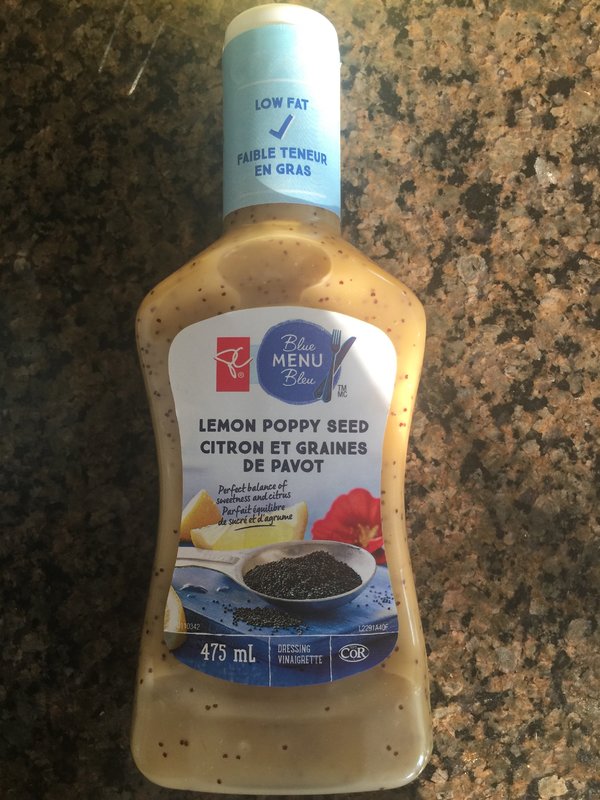 LOW FAT
FAIBLE TENEUR
EN GRAS
PC®
Blue
MENU
Bleu
TM
MC
LEMON POPPY SEED
CITRON ET GRAINES
DE PAVOT
Perfect balance of
sweetness and citrus
Parfait équilibre
de sucré et d'agrume
L2291A40F
475 mL
DRESSING
VINAIGRETTE
COR